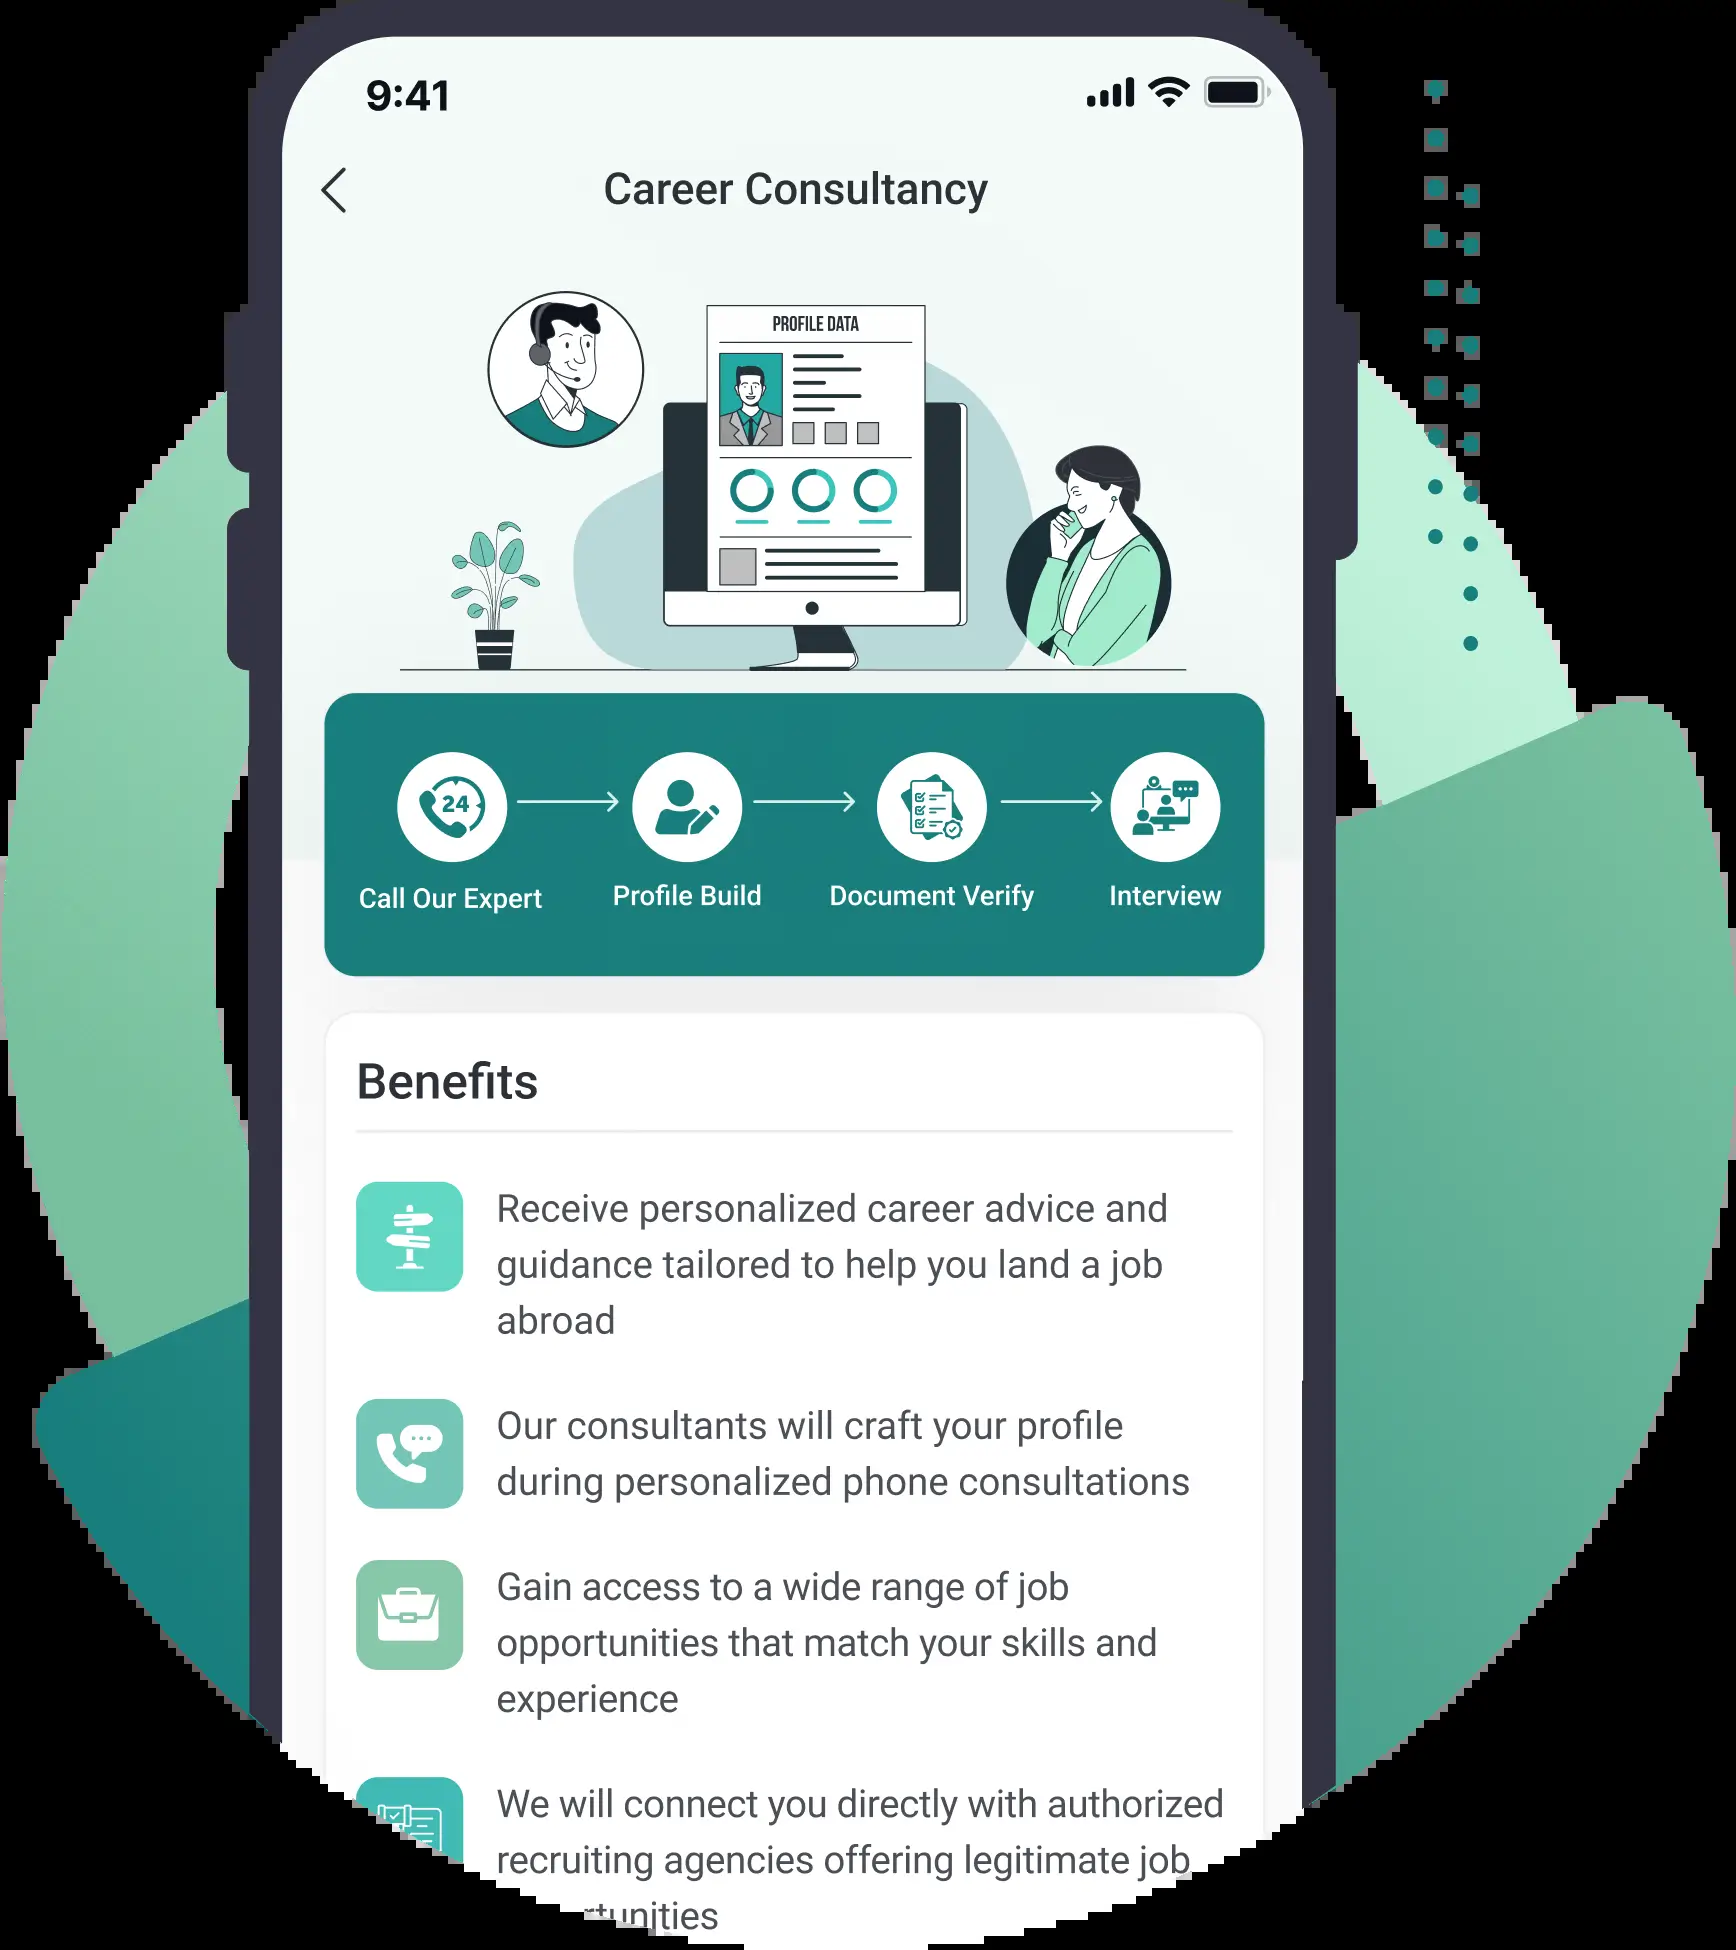 9:41
Career Consultancy
PROFILE DATA
24
Call Our Expert
Profile Build
Document Verify
Interview
Benefits
Receive personalized career advice and
guidance tailored to help you land a job
abroad
Our consultants will craft your profile
during personalized phone consultations
Gain access to a wide range of job
opportunities that match your skills and
experience
We will connect you directly with authorized
recruiting agencies offering legitimate job